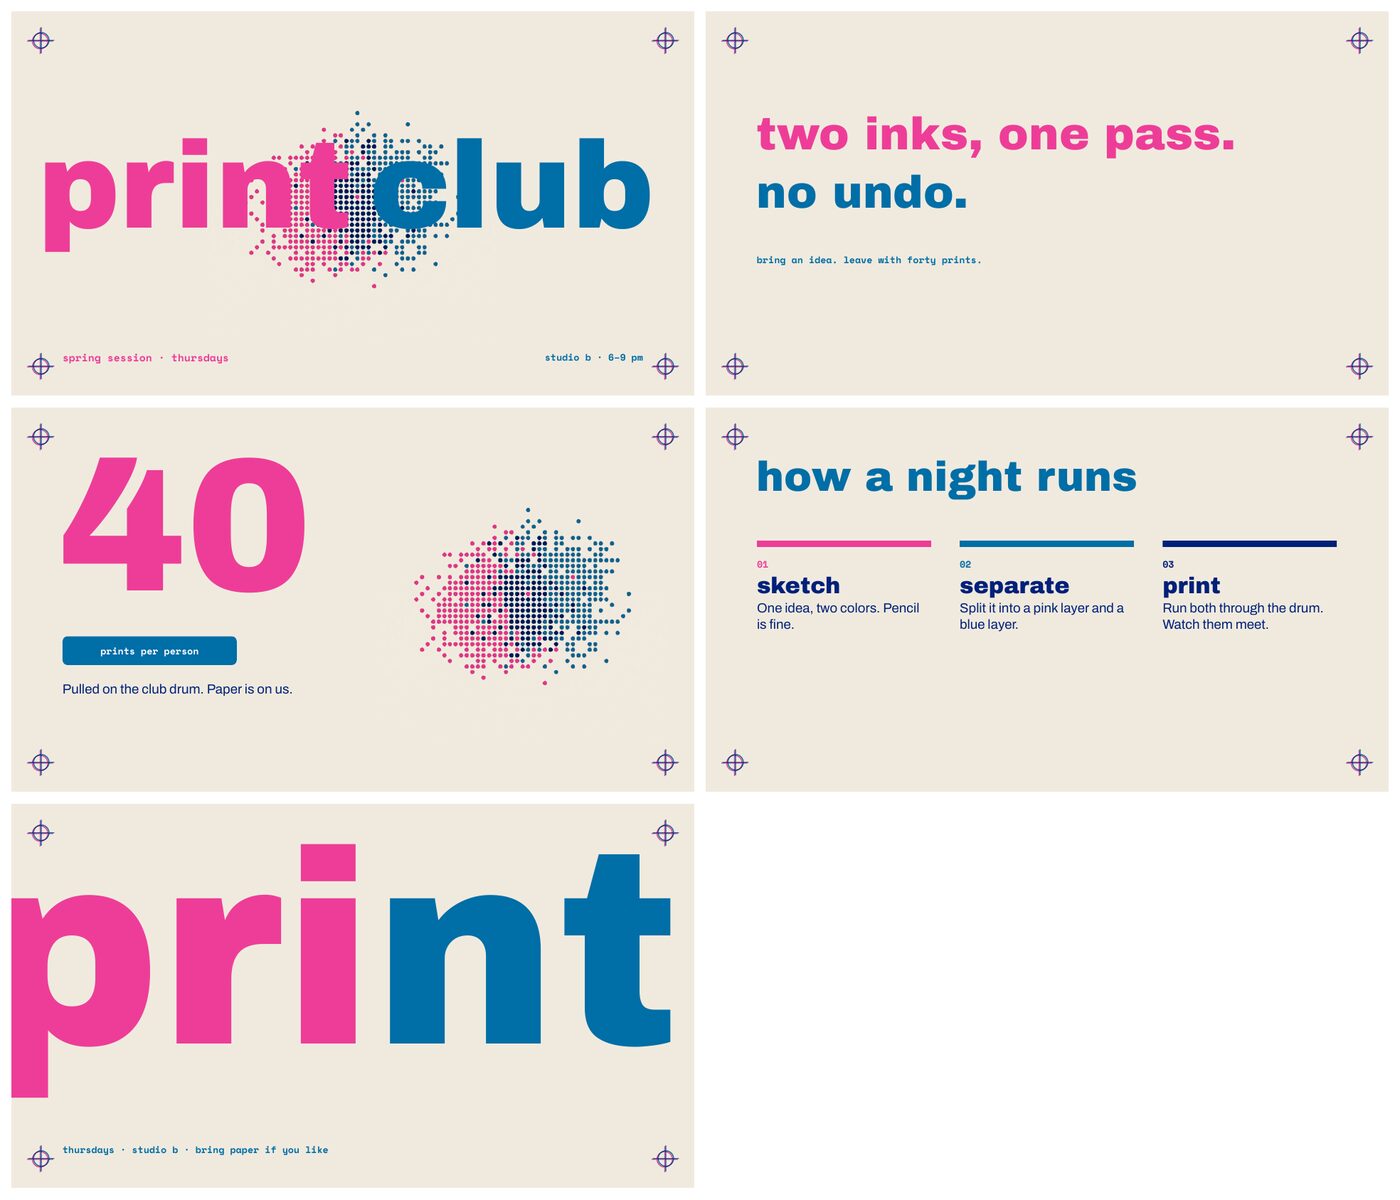 print club
spring session · thursdays
studio b · 6–9 pm
two inks, one pass.
no undo.
bring an idea. leave with forty prints.
40
prints per person
Pulled on the club drum. Paper is on us.
how a night runs
01
sketch
One idea, two colors. Pencil
is fine.
02
separate
Split it into a pink layer and a
blue layer.
03
print
Run both through the drum.
Watch them meet.
print
thursdays · studio b · bring paper if you like